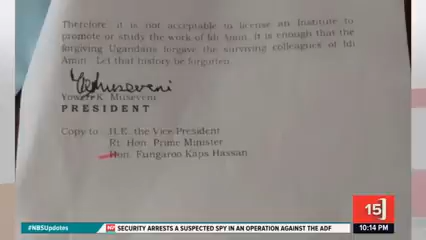 Therefore, it is not acceptable to license an Institute to
promote or study the work of Idi Amin. It is enough that the
forgiving Ugandans forgave the surviving colleagues of Idi
Amin. Let that history be forgotten.
Yoweri K. Museveni
PRESIDENT
Copy to: H.E. the Vice President
Rt. Hon. Prime Minister
Hon. Fungaroo Kaps Hassan
15
#NBSUpdates
SECURITY ARRESTS A SUSPECTED SPY IN AN OPERATION AGAINST THE ADF
10:14 PM